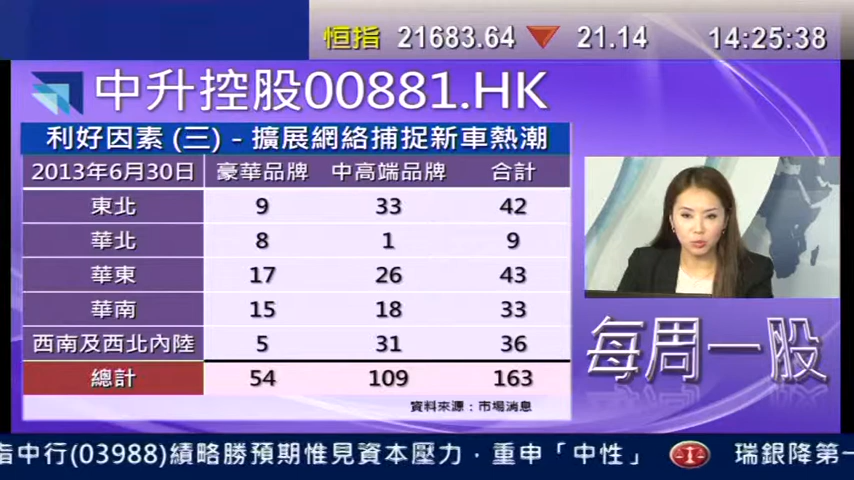 恒指 21683.64 ▼ 21.14 14:25:38
中升控股00881.HK
利好因素 (三) - 擴展網絡捕捉新車熱潮
2013年6月30日 豪華品牌 中高端品牌 合計
東北 9 33 42
華北 8 1 9
華東 17 26 43
華南 15 18 33
西南及西北內陸 5 31 36
總計 54 109 163
資料來源：市場消息
每周一股
指中行(03988)績略勝預期惟見資本壓力，重申「中性」 瑞銀降第一